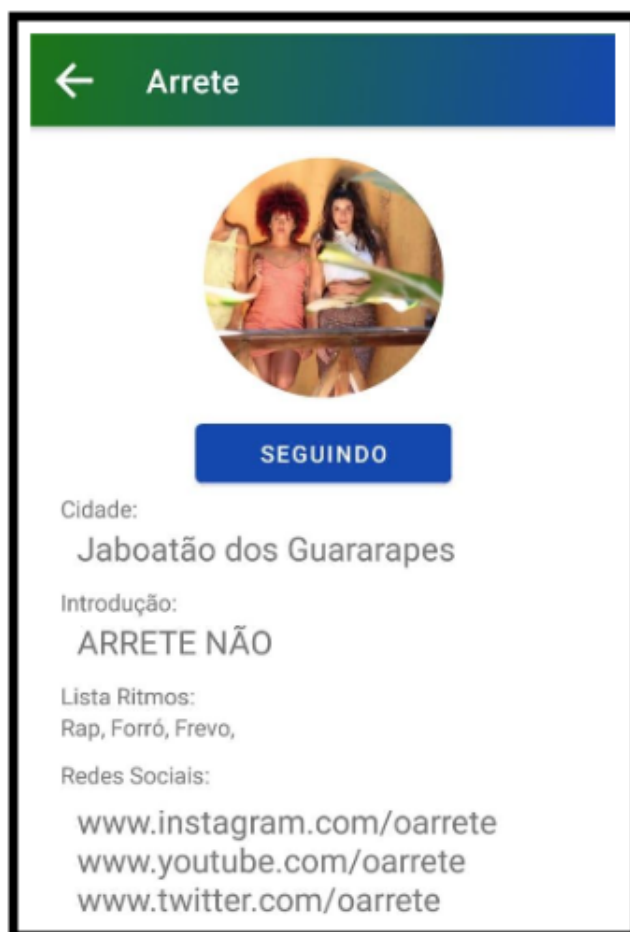 Arrete
SEGUINDO
Cidade:
Jaboatão dos Guararapes
Introdução:
ARRETE NÃO
Lista Ritmos:
Rap, Forró, Frevo,
Redes Sociais:
www.instagram.com/oarrete
www.youtube.com/oarrete
www.twitter.com/oarrete